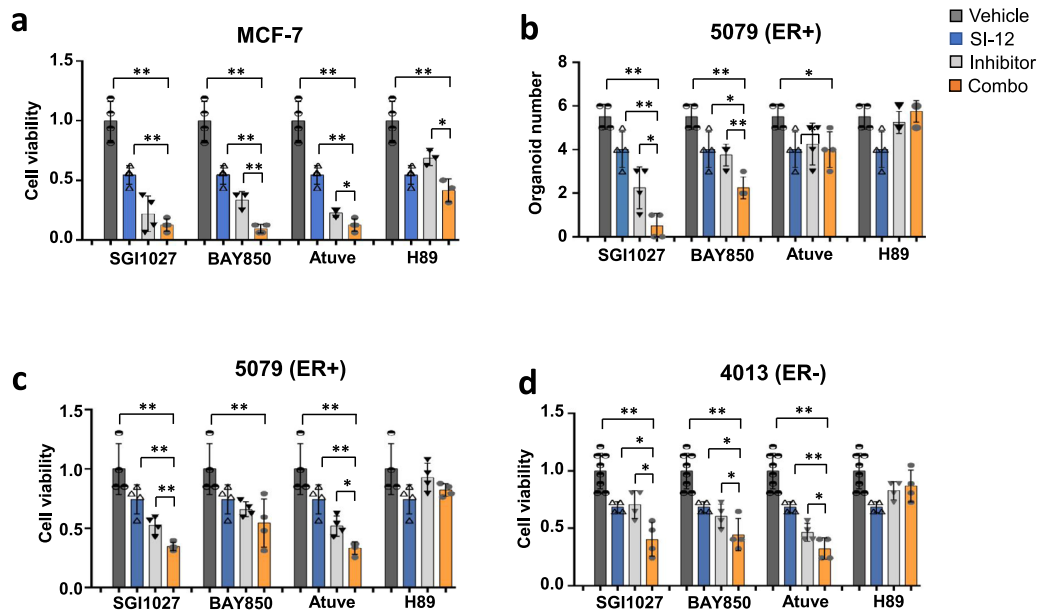 a
MCF-7
Cell viability
1.5
1.0
0.5
0.0
** ** ** **
** ** ** *
** *
SGI1027 BAY850 Atuve H89
b
5079 (ER+)
Organoid number
8
6
4
2
0
** ** *
** *
* **
SGI1027 BAY850 Atuve H89
Vehicle
SI-12
Inhibitor
Combo
c
5079 (ER+)
Cell viability
1.5
1.0
0.5
0.0
** ** **
** **
** *
SGI1027 BAY850 Atuve H89
d
4013 (ER-)
Cell viability
1.5
1.0
0.5
0.0
** ** **
* * **
* * *
SGI1027 BAY850 Atuve H89